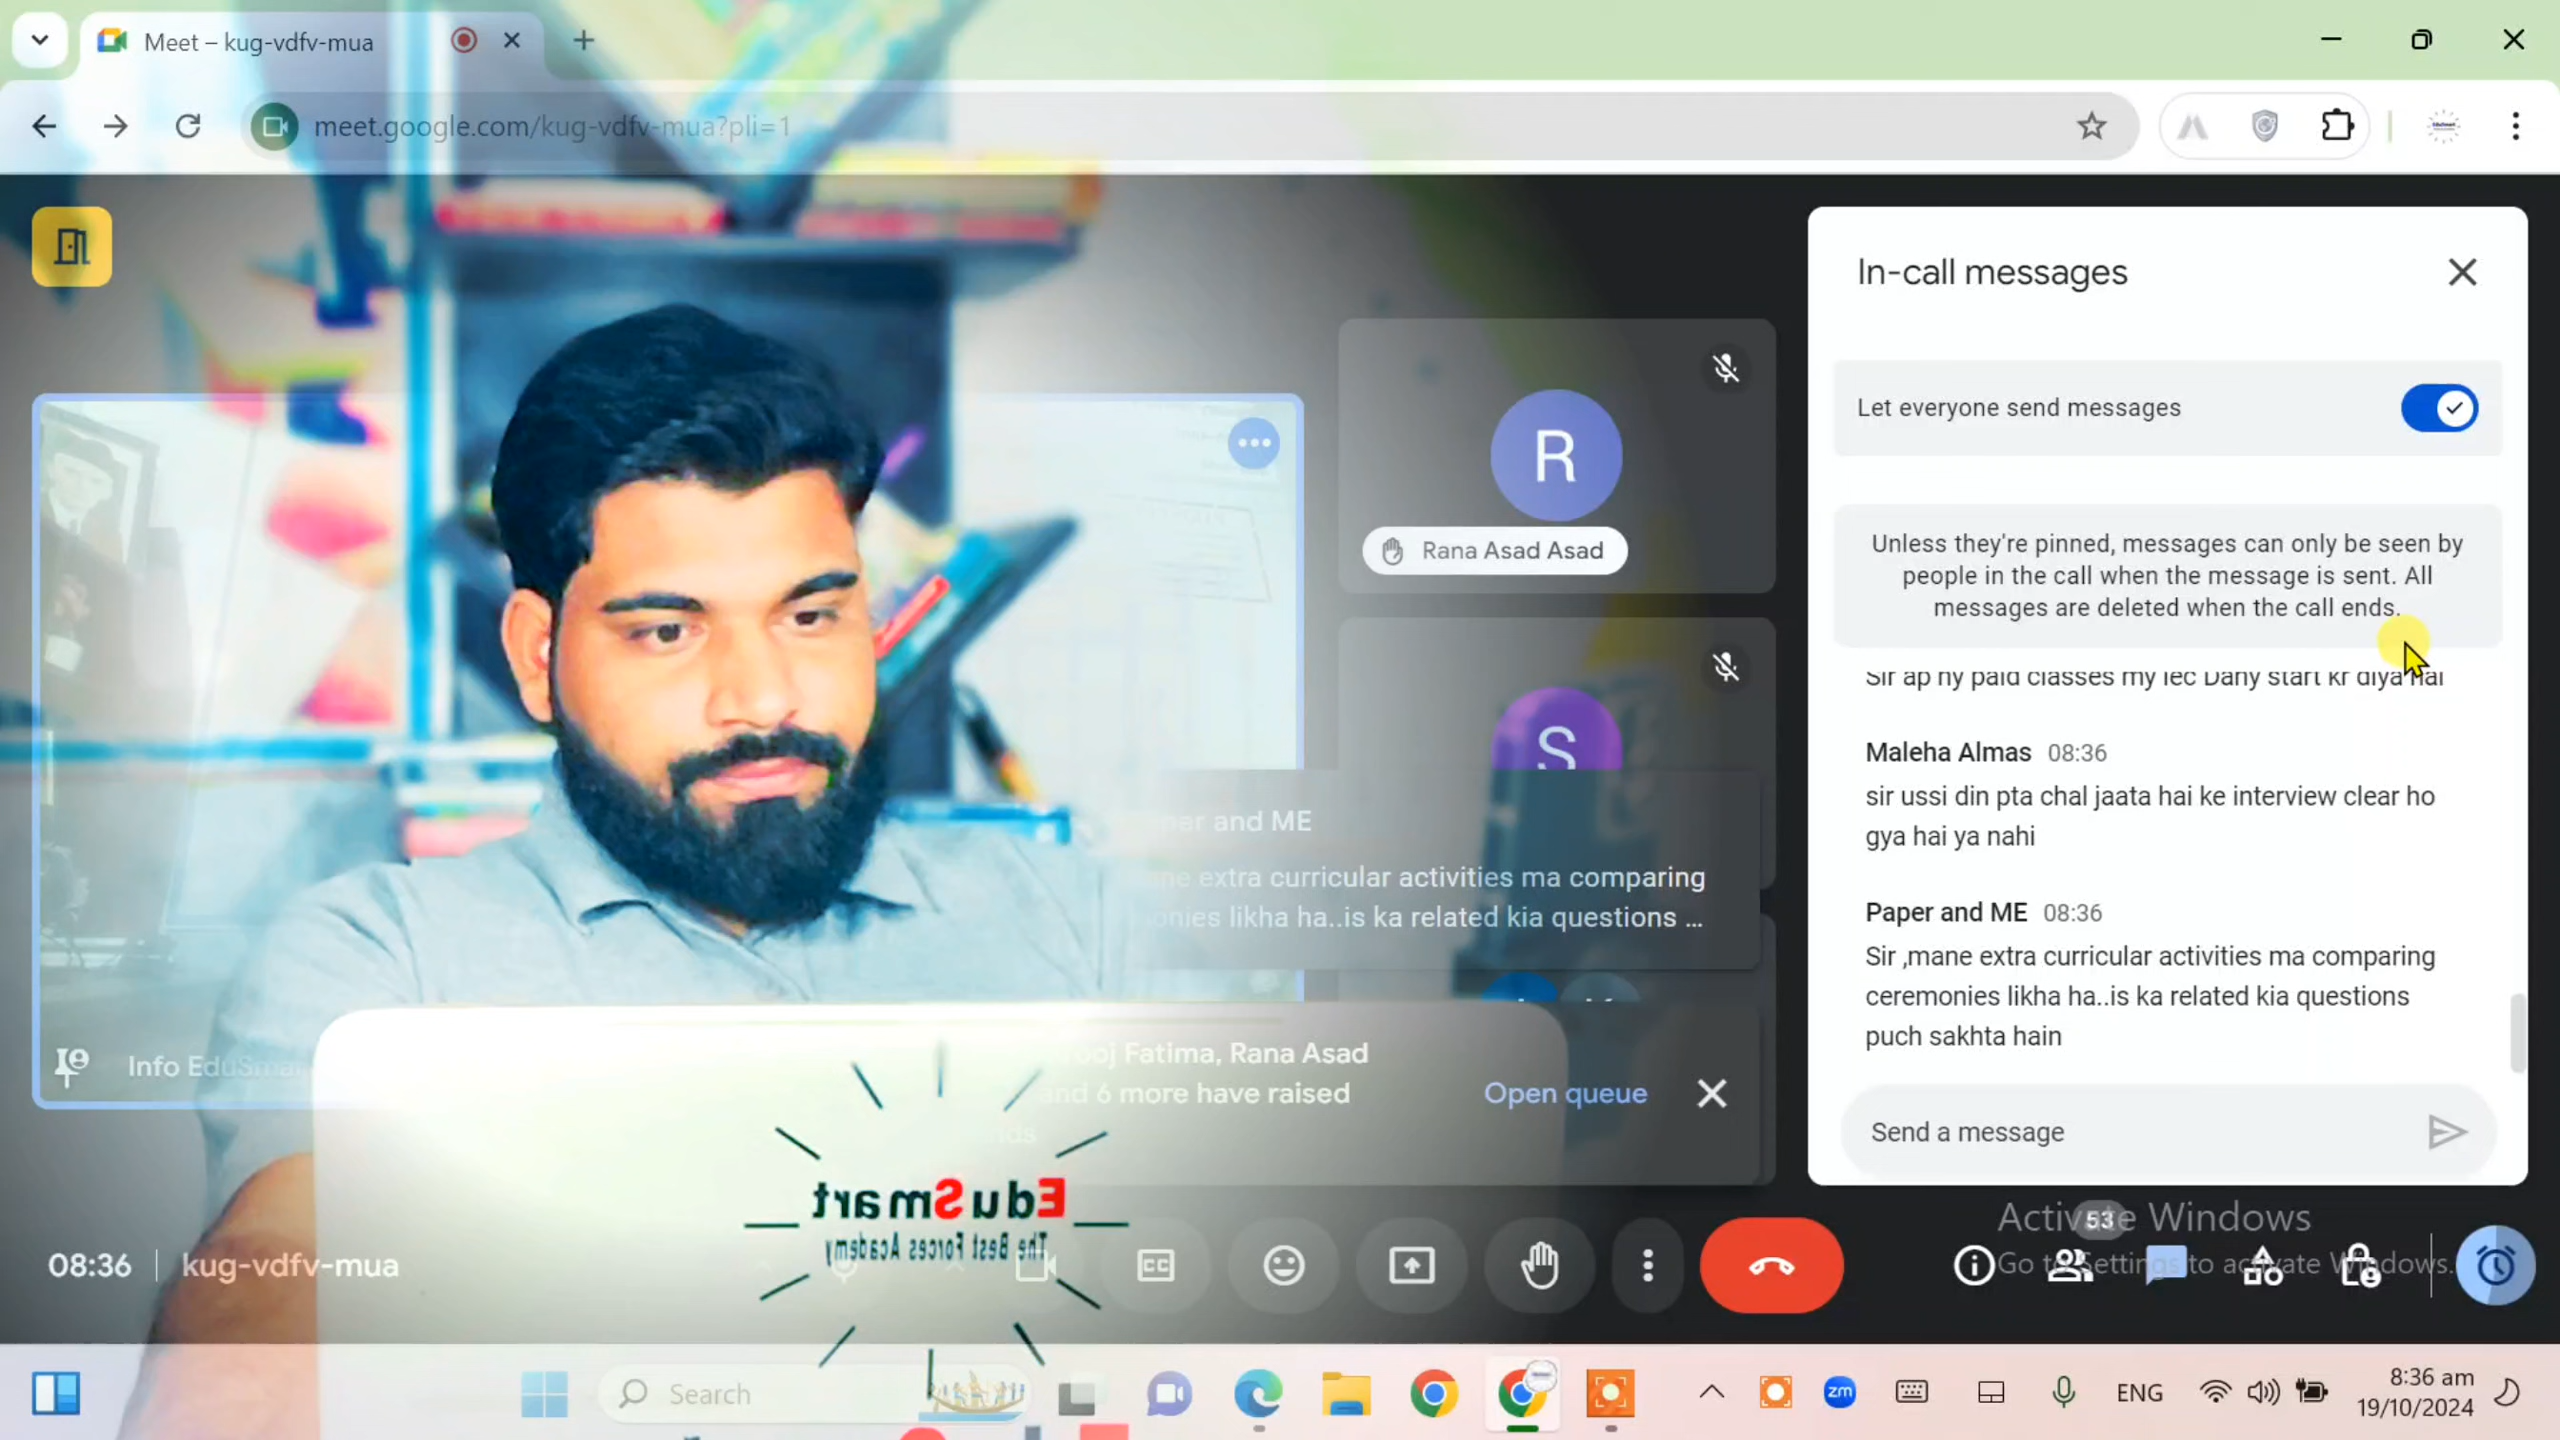 Meet – kug-vdfv-mua
meet.google.com/kug-vdfv-mua?pli=1
In-call messages
Let everyone send messages
Unless they're pinned, messages can only be seen by
people in the call when the message is sent. All
messages are deleted when the call ends.
Sir ap ny paid classes my lec Dany start kr diya hai
Maleha Almas 08:36
sir ussi din pta chal jaata hai ke interview clear ho
gya hai ya nahi
Paper and ME 08:36
Sir ,mane extra curricular activities ma comparing
ceremonies likha ha..is ka related kia questions
puch sakhta hain
Send a message
R
Rana Asad Asad
S
and ME
extra curricular activities ma comparing
likha ha..is ka related kia questions ...
Fatima, Rana Asad
and 6 more have raised
Open queue
Info EduSmart
EduSmart
The Best Forces Academy
08:36 | kug-vdfv-mua
CC
53
Activate Windows
Go to Settings to activate Windows.
Search
zm
ENG
8:36 am
19/10/2024